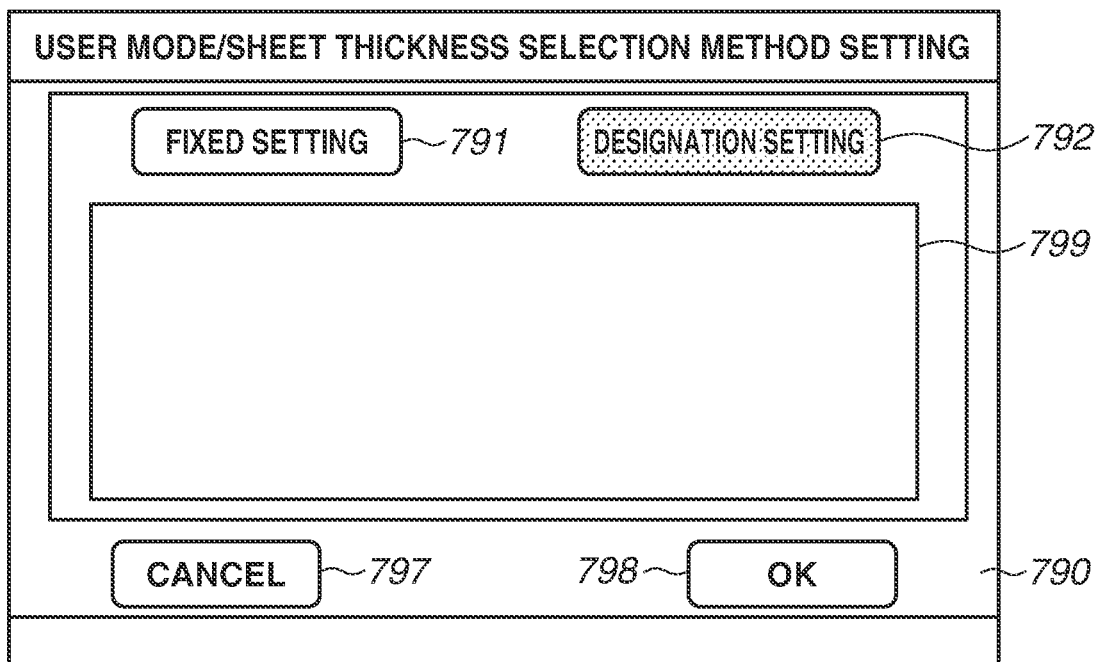 USER MODE/SHEET THICKNESS SELECTION METHOD SETTING
FIXED SETTING 791 DESIGNATION SETTING 792
799
CANCEL 797 798 OK 790